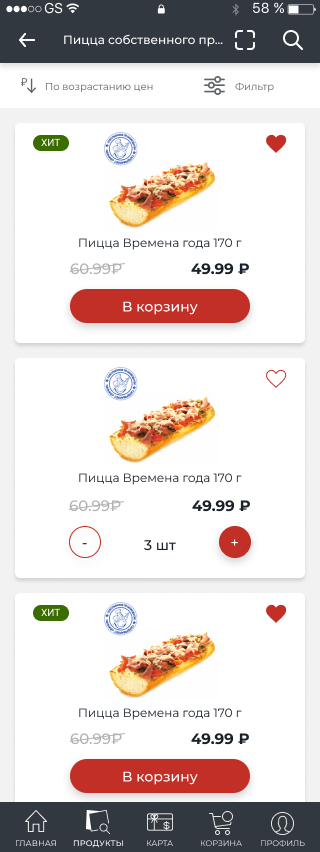 GS 58 %
Пицца собственного пр...
₽ По возрастанию цен Фильтр
ХИТ
Пицца Времена года 170 г
60.99₽ 49.99 ₽
В корзину
Пицца Времена года 170 г
60.99₽ 49.99 ₽
- 3 шт +
ХИТ
Пицца Времена года 170 г
60.99₽ 49.99 ₽
В корзину
ГЛАВНАЯ ПРОДУКТЫ КАРТА КОРЗИНА ПРОФИЛЬ